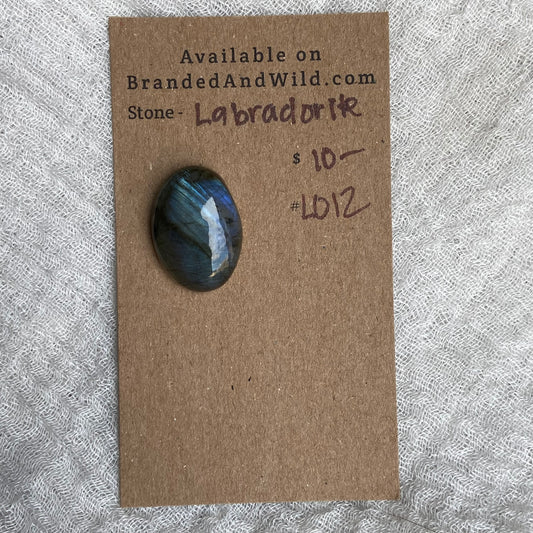 Available on
BrandedAndWild.com
Stone - Labradorite
$ 10-
#L012